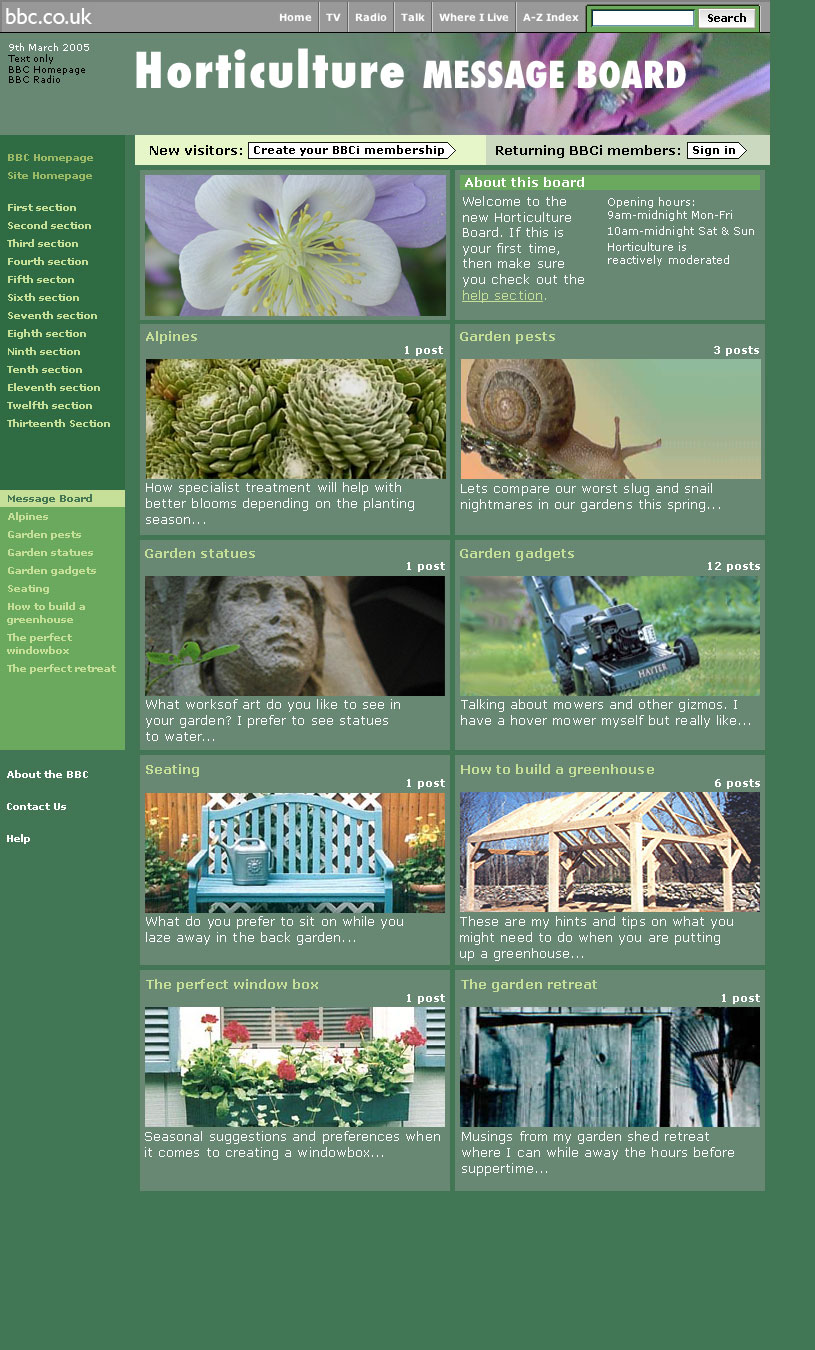 bbc.co.uk
Home TV Radio Talk Where I Live A-Z Index Search
9th March 2005
Text only
BBC Homepage
BBC Radio
Horticulture MESSAGE BOARD
New visitors: Create your BBCi membership
Returning BBCi members: Sign in
BBC Homepage
Site Homepage
First section
Second section
Third section
Fourth section
Fifth secton
Sixth section
Seventh section
Eighth section
Ninth section
Tenth section
Eleventh section
Twelfth section
Thirteenth Section
Message Board
Alpines
Garden pests
Garden statues
Garden gadgets
Seating
How to build a
greenhouse
The perfect
windowbox
The perfect retreat
About the BBC
Contact Us
Help
About this board
Welcome to the
new Horticulture
Board. If this is
your first time,
then make sure
you check out the
help section.
Opening hours:
9am-midnight Mon-Fri
10am-midnight Sat & Sun
Horticulture is
reactively moderated
Alpines
1 post
How specialist treatment will help with
better blooms depending on the planting
season...
Garden pests
3 posts
Lets compare our worst slug and snail
nightmares in our gardens this spring...
Garden statues
1 post
What worksof art do you like to see in
your garden? I prefer to see statues
to water...
Garden gadgets
12 posts
HAYTER
Talking about mowers and other gizmos. I
have a hover mower myself but really like...
Seating
1 post
What do you prefer to sit on while you
laze away in the back garden...
How to build a greenhouse
6 posts
These are my hints and tips on what you
might need to do when you are putting
up a greenhouse...
The perfect window box
1 post
Seasonal suggestions and preferences when
it comes to creating a windowbox...
The garden retreat
1 post
Musings from my garden shed retreat
where I can while away the hours before
suppertime...